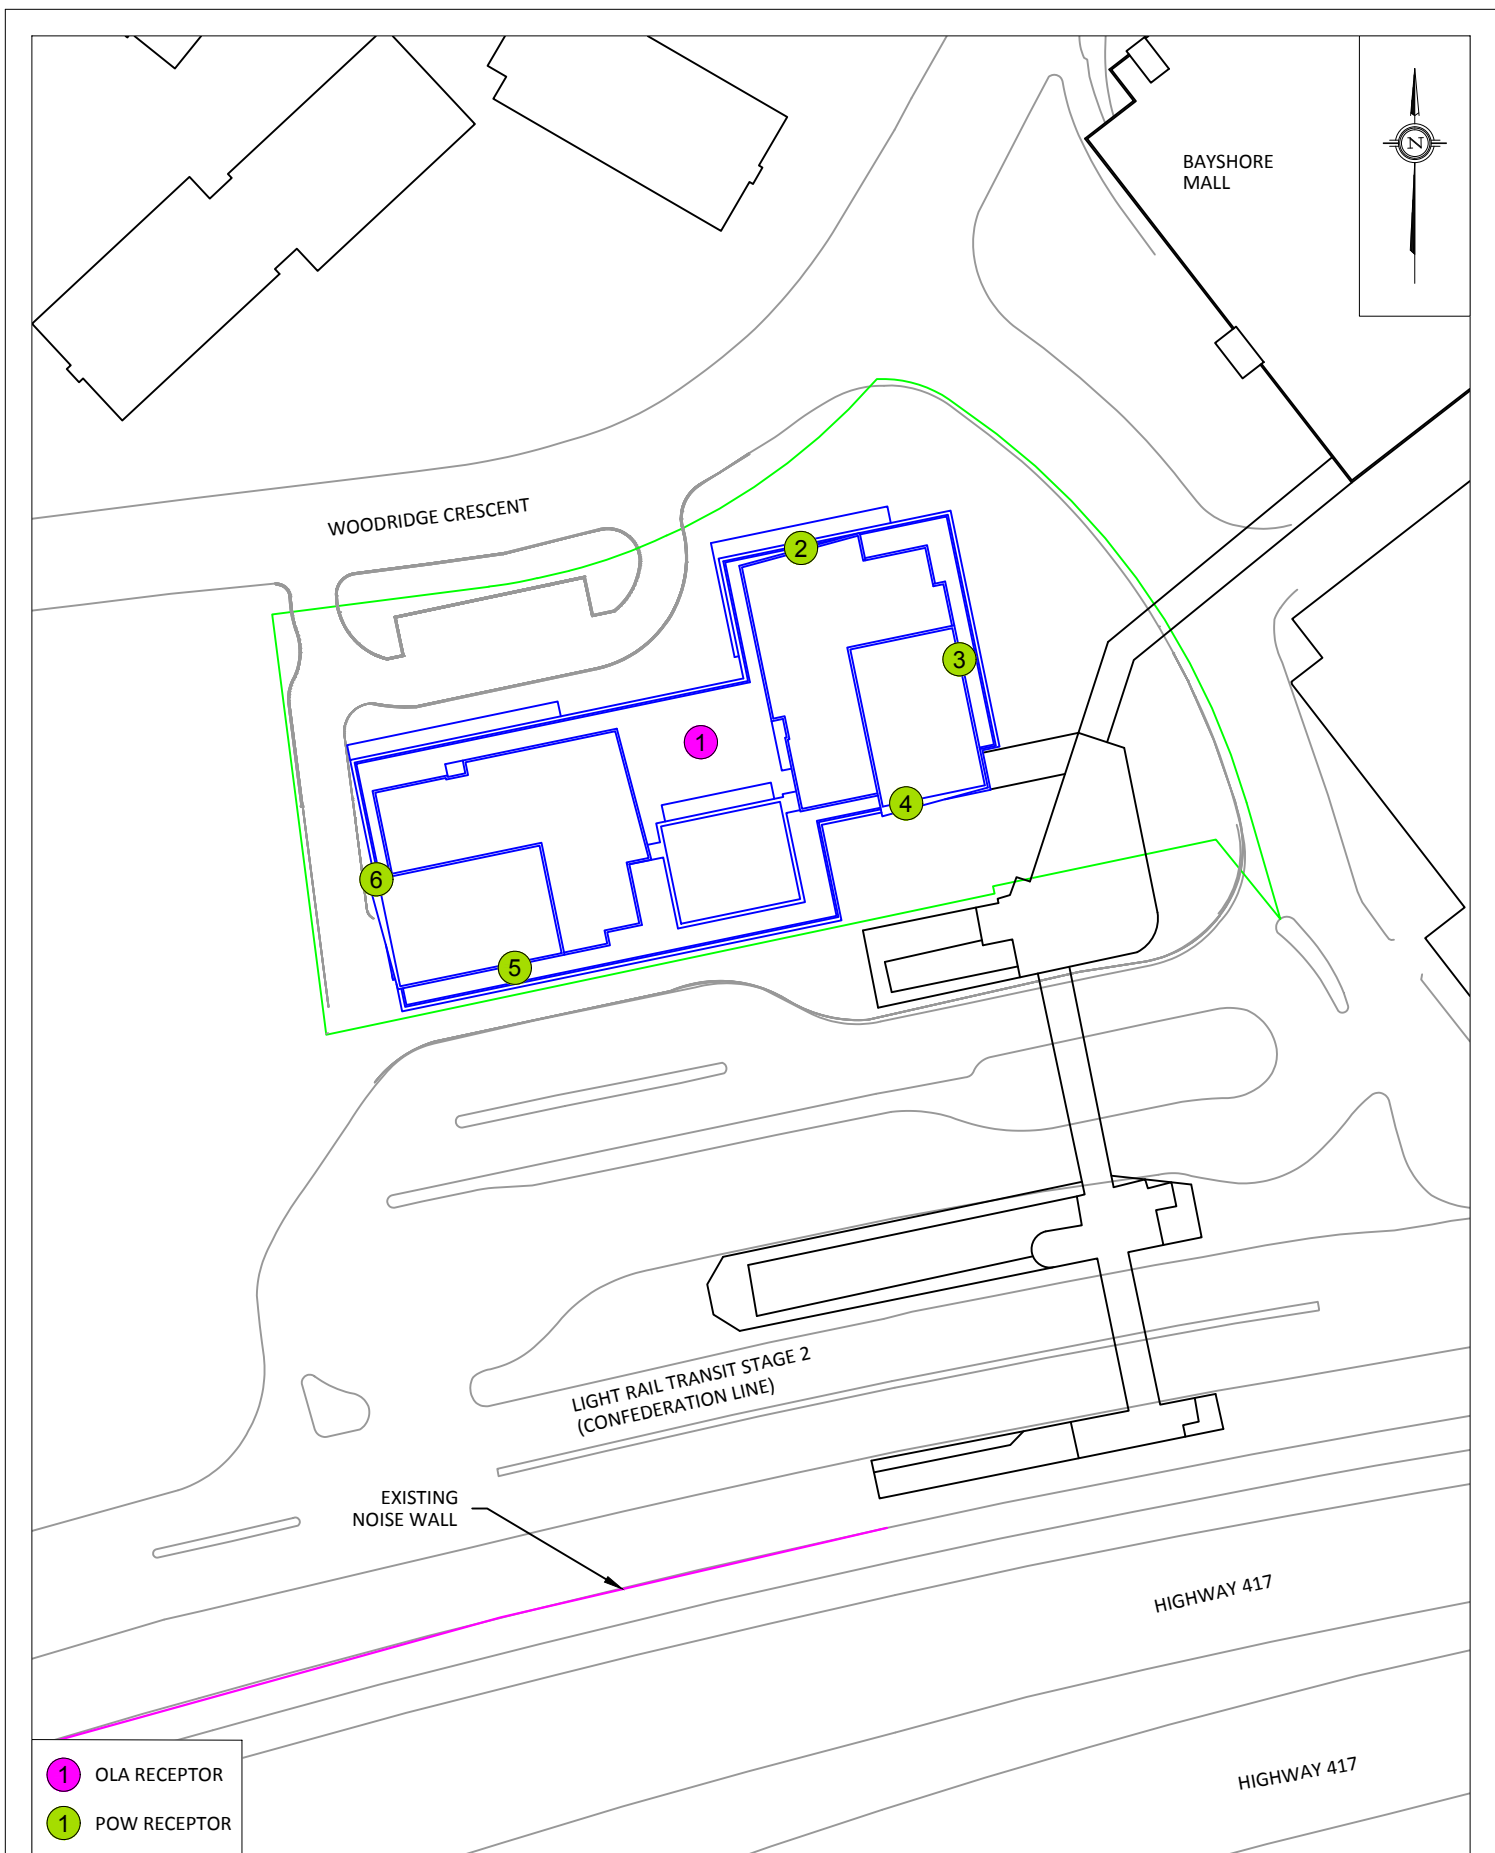 BAYSHORE
MALL
N
WOODRIDGE CRESCENT
2
3
1
4
6
5
LIGHT RAIL TRANSIT STAGE 2
(CONFEDERATION LINE)
EXISTING
NOISE WALL
HIGHWAY 417
HIGHWAY 417
1 OLA RECEPTOR
1 POW RECEPTOR